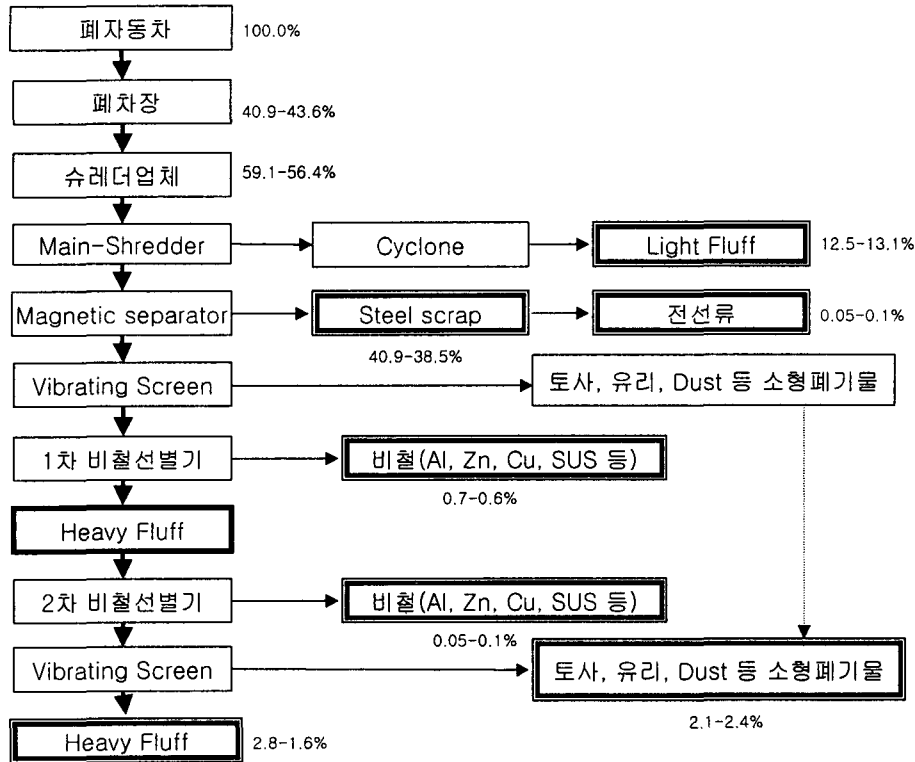 폐자동차 100.0%
폐차장 40.9-43.6%
슈레더업체 59.1-56.4%
Main-Shredder Cyclone Light Fluff 12.5-13.1%
Magnetic separator Steel scrap 전선류 0.05-0.1%
40.9-38.5%
Vibrating Screen 토사, 유리, Dust 등 소형폐기물
1차 비철선별기 비철(Al, Zn, Cu, SUS 등)
0.7-0.6%
Heavy Fluff
2차 비철선별기 비철(Al, Zn, Cu, SUS 등)
0.05-0.1%
Vibrating Screen 토사, 유리, Dust 등 소형폐기물
2.1-2.4%
Heavy Fluff 2.8-1.6%